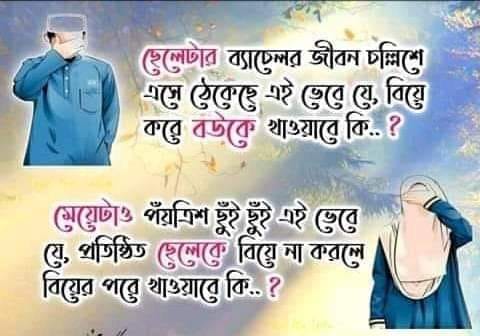 ছেলেটার ব্যাচেলর জীবন চল্লিশে
এসে ঠেকেছে এই ভেবে যে, বিয়ে
করে বউকে খাওয়াবে কি.. ?
মেয়েটাও পঁয়ত্রিশ ছুঁই ছুঁই এই ভেবে
যে, প্রতিষ্ঠিত ছেলেকে বিয়ে না করলে
বিয়ের পরে খাওয়াবে কি.. ?